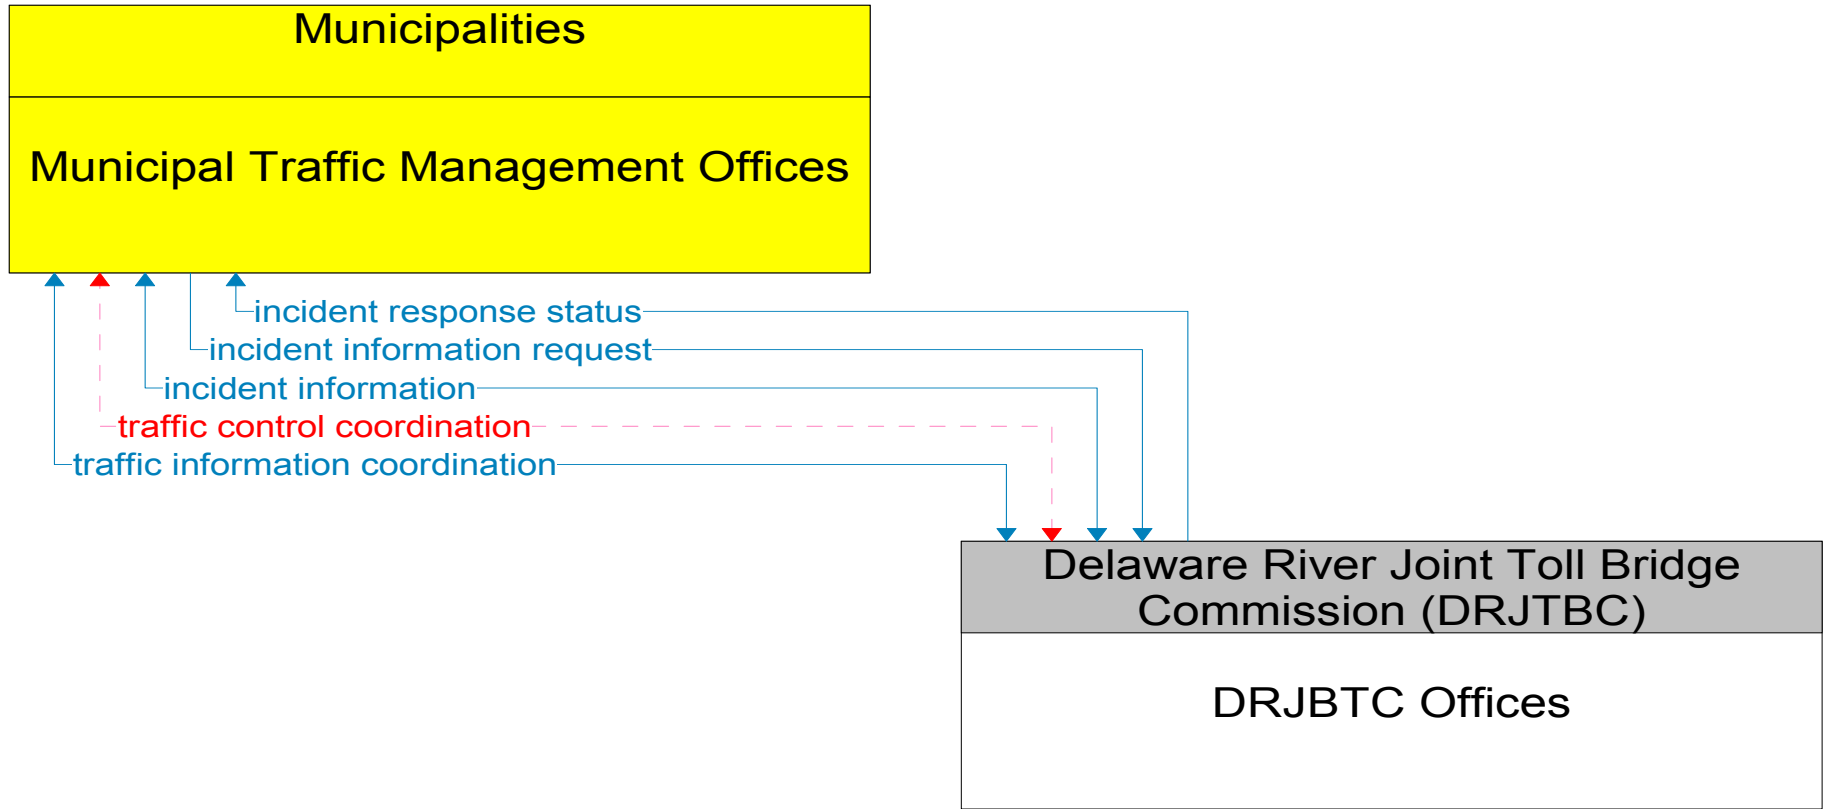 Municipalities
Municipal Traffic Management Offices
incident response status
incident information request
incident information
traffic control coordination
traffic information coordination
Delaware River Joint Toll Bridge
Commission (DRJTBC)
DRJBTC Offices